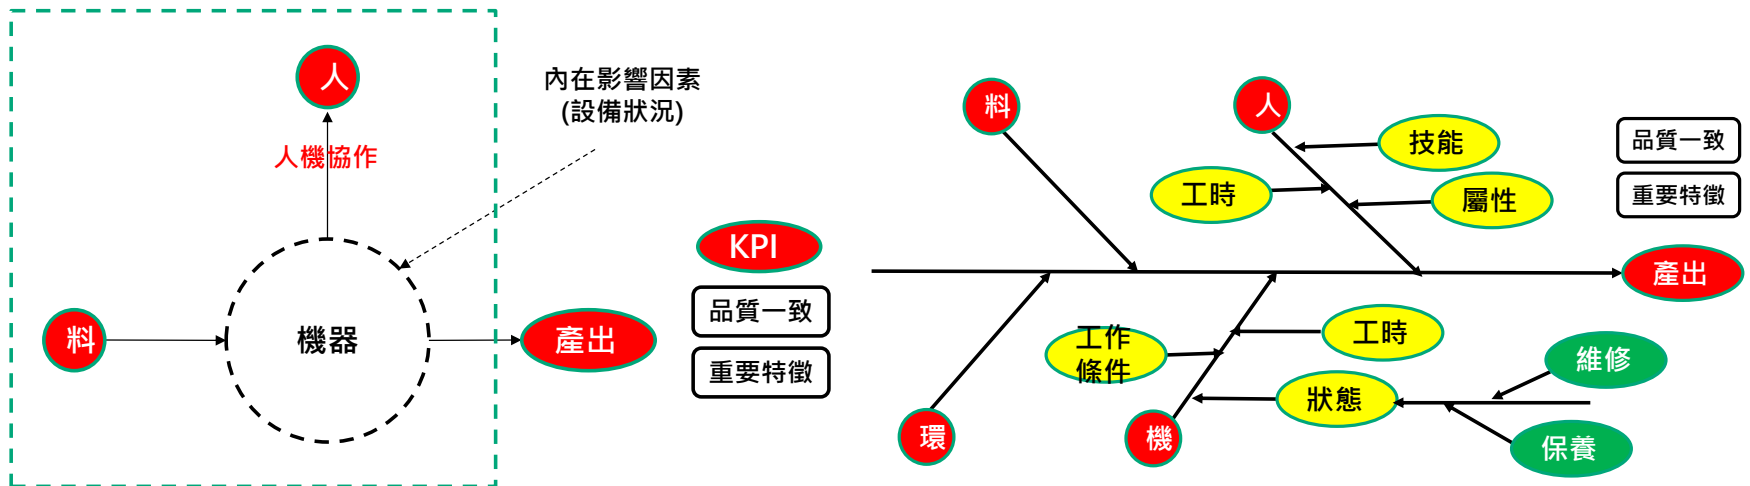 人
內在影響因素
(設備狀況)
人機協作
料
機器
產出
KPI
品質一致
重要特徵
料
人
技能
工時
屬性
品質一致
重要特徵
產出
工作
條件
工時
狀態
維修
保養
環
機